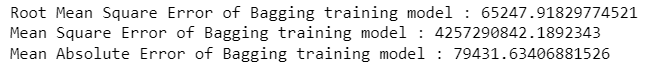 Root Mean Square Error of Bagging training model : 65247.91829774521
Mean Square Error of Bagging training model : 4257290842.1892343
Mean Absolute Error of Bagging training model : 79431.63406881526